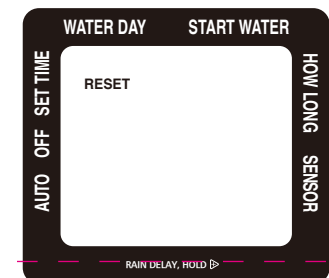 WATER DAY START WATER
AUTO OFF SET TIME
RESET
HOW LONG SENSOR
RAIN DELAY, HOLD